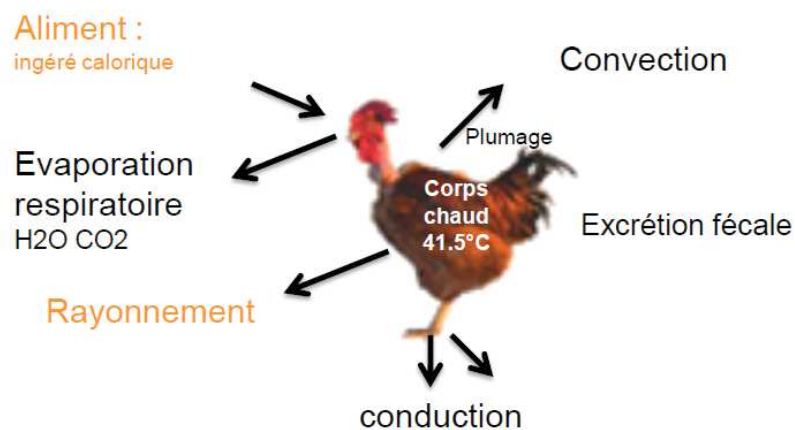 Aliment :
ingéré calorique
Convection
Plumage
Evaporation
respiratoire
H2O CO2
Corps
chaud
41.5°C
Excrétion fécale
Rayonnement
conduction